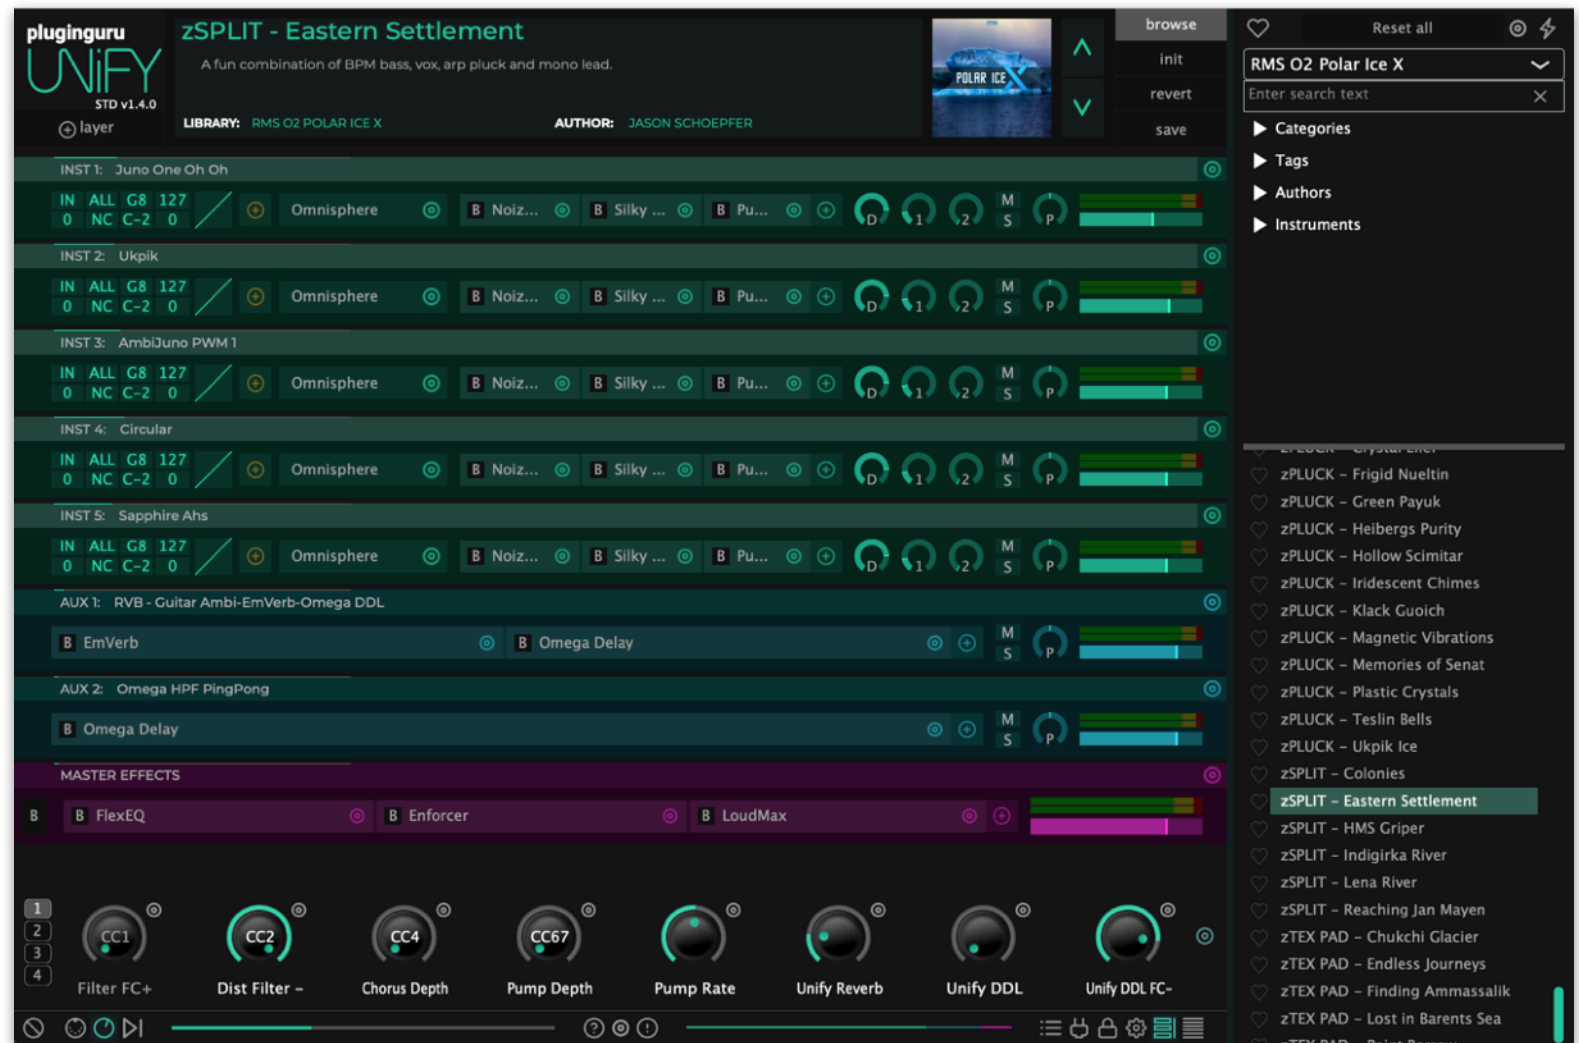 pluginguru
UNIFY
STD v1.4.0
layer
zSPLIT - Eastern Settlement
A fun combination of BPM bass, vox, arp pluck and mono lead.
LIBRARY: RMS O2 POLAR ICE X
AUTHOR: JASON SCHOEPFER
POLAR ICE X
browse
init
revert
save
INST 1: Juno One Oh Oh
IN ALL G8 127
0 NC C-2 0
Omnisphere
B Noiz...
B Silky ...
B Pu...
D 1 2
M
S
P
INST 2: Ukpik
IN ALL G8 127
0 NC C-2 0
Omnisphere
B Noiz...
B Silky ...
B Pu...
D 1 2
M
S
P
INST 3: AmbiJuno PWM 1
IN ALL G8 127
0 NC C-2 0
Omnisphere
B Noiz...
B Silky ...
B Pu...
D 1 2
M
S
P
INST 4: Circular
IN ALL G8 127
0 NC C-2 0
Omnisphere
B Noiz...
B Silky ...
B Pu...
D 1 2
M
S
P
INST 5: Sapphire Ahs
IN ALL G8 127
0 NC C-2 0
Omnisphere
B Noiz...
B Silky ...
B Pu...
D 1 2
M
S
P
AUX 1: RVB - Guitar Ambi-EmVerb-Omega DDL
B EmVerb
B Omega Delay
M
S
P
AUX 2: Omega HPF PingPong
B Omega Delay
M
S
P
MASTER EFFECTS
B
B FlexEQ
B Enforcer
B LoudMax
1
2
3
4
CC1
Filter FC+
CC2
Dist Filter –
CC4
Chorus Depth
CC67
Pump Depth
Pump Rate
Unify Reverb
Unify DDL
Unify DDL FC–
Reset all
RMS O2 Polar Ice X
Enter search text
Categories
Tags
Authors
Instruments
zPLUCK – Frigid Nueltin
zPLUCK – Green Payuk
zPLUCK – Heibergs Purity
zPLUCK – Hollow Scimitar
zPLUCK – Iridescent Chimes
zPLUCK – Klack Guoich
zPLUCK – Magnetic Vibrations
zPLUCK – Memories of Senat
zPLUCK – Plastic Crystals
zPLUCK – Teslin Bells
zPLUCK – Ukpik Ice
zSPLIT – Colonies
zSPLIT – Eastern Settlement
zSPLIT – HMS Griper
zSPLIT – Indigirka River
zSPLIT – Lena River
zSPLIT – Reaching Jan Mayen
zTEX PAD – Chukchi Glacier
zTEX PAD – Endless Journeys
zTEX PAD – Finding Ammassalik
zTEX PAD – Lost in Barents Sea